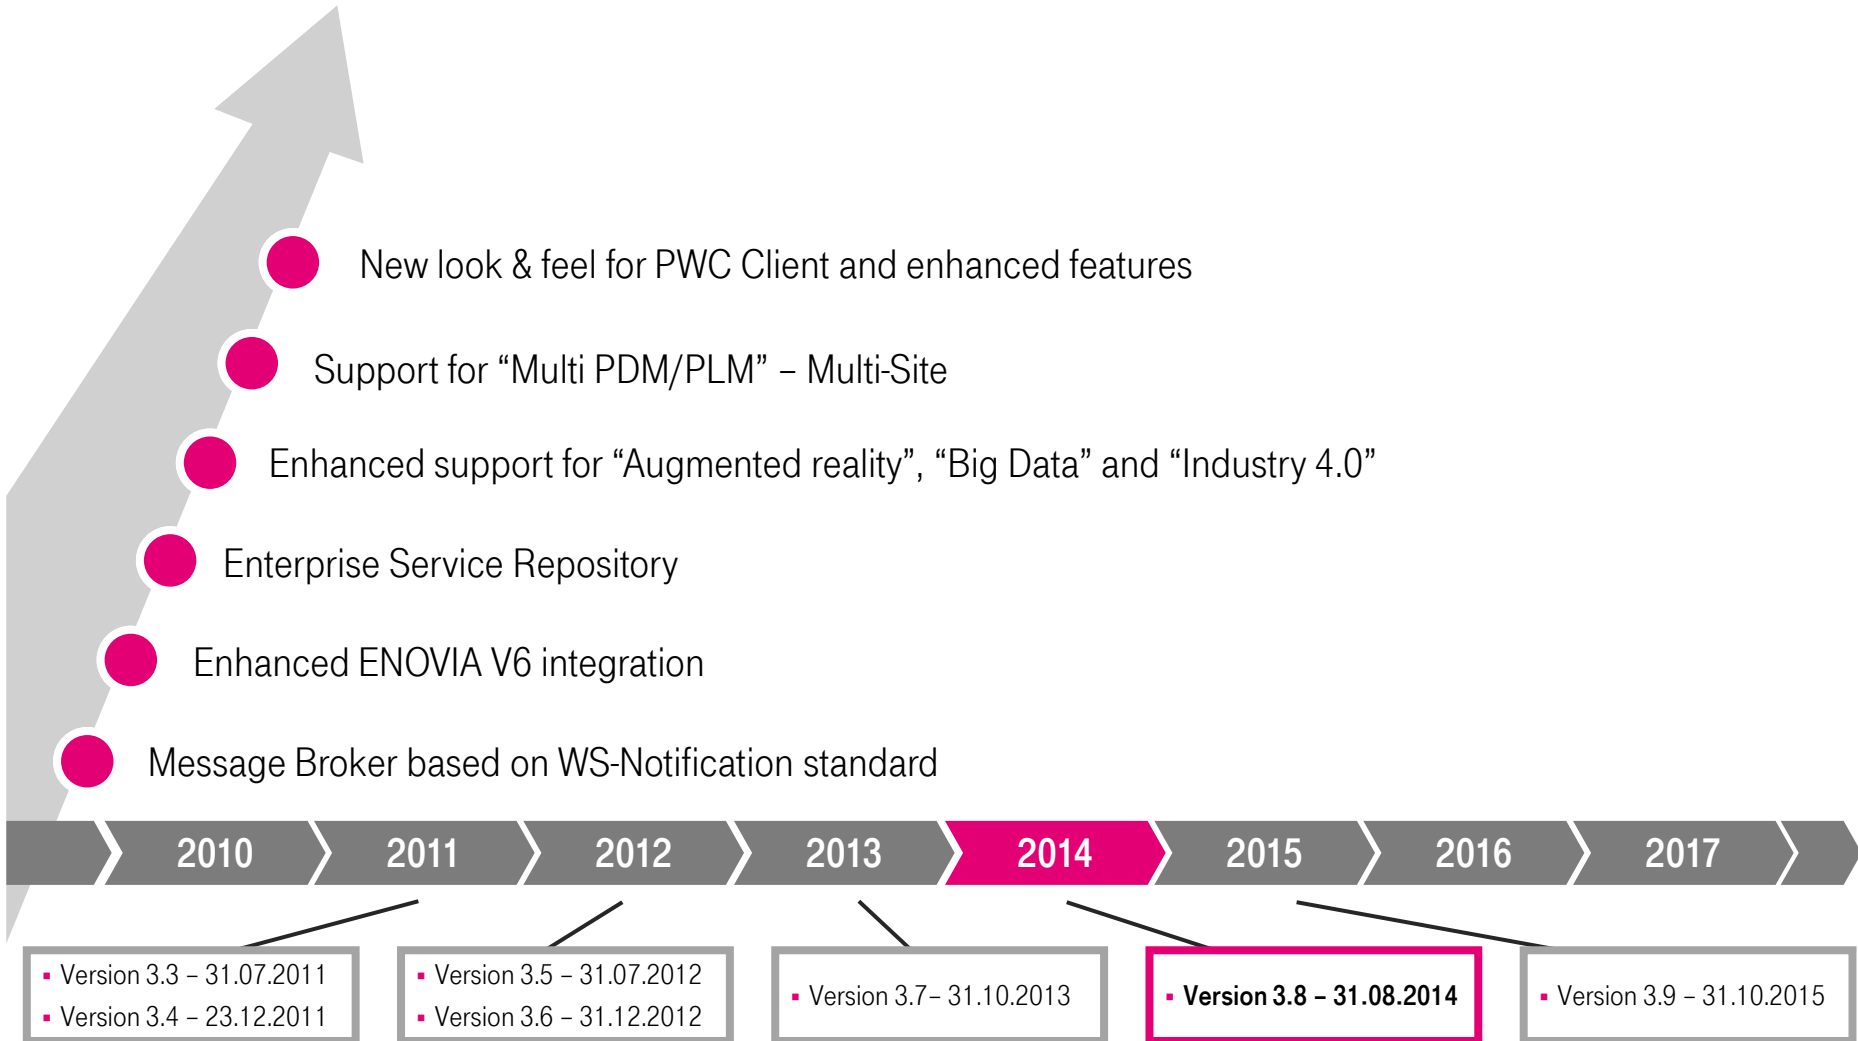 New look & feel for PWC Client and enhanced features
Support for “Multi PDM/PLM” – Multi-Site
Enhanced support for “Augmented reality”, “Big Data” and “Industry 4.0”
Enterprise Service Repository
Enhanced ENOVIA V6 integration
Message Broker based on WS-Notification standard
2010 2011 2012 2013 2014 2015 2016 2017
▪ Version 3.3 – 31.07.2011
▪ Version 3.4 – 23.12.2011
▪ Version 3.5 – 31.07.2012
▪ Version 3.6 – 31.12.2012
▪ Version 3.7– 31.10.2013
▪ Version 3.8 – 31.08.2014
▪ Version 3.9 – 31.10.2015